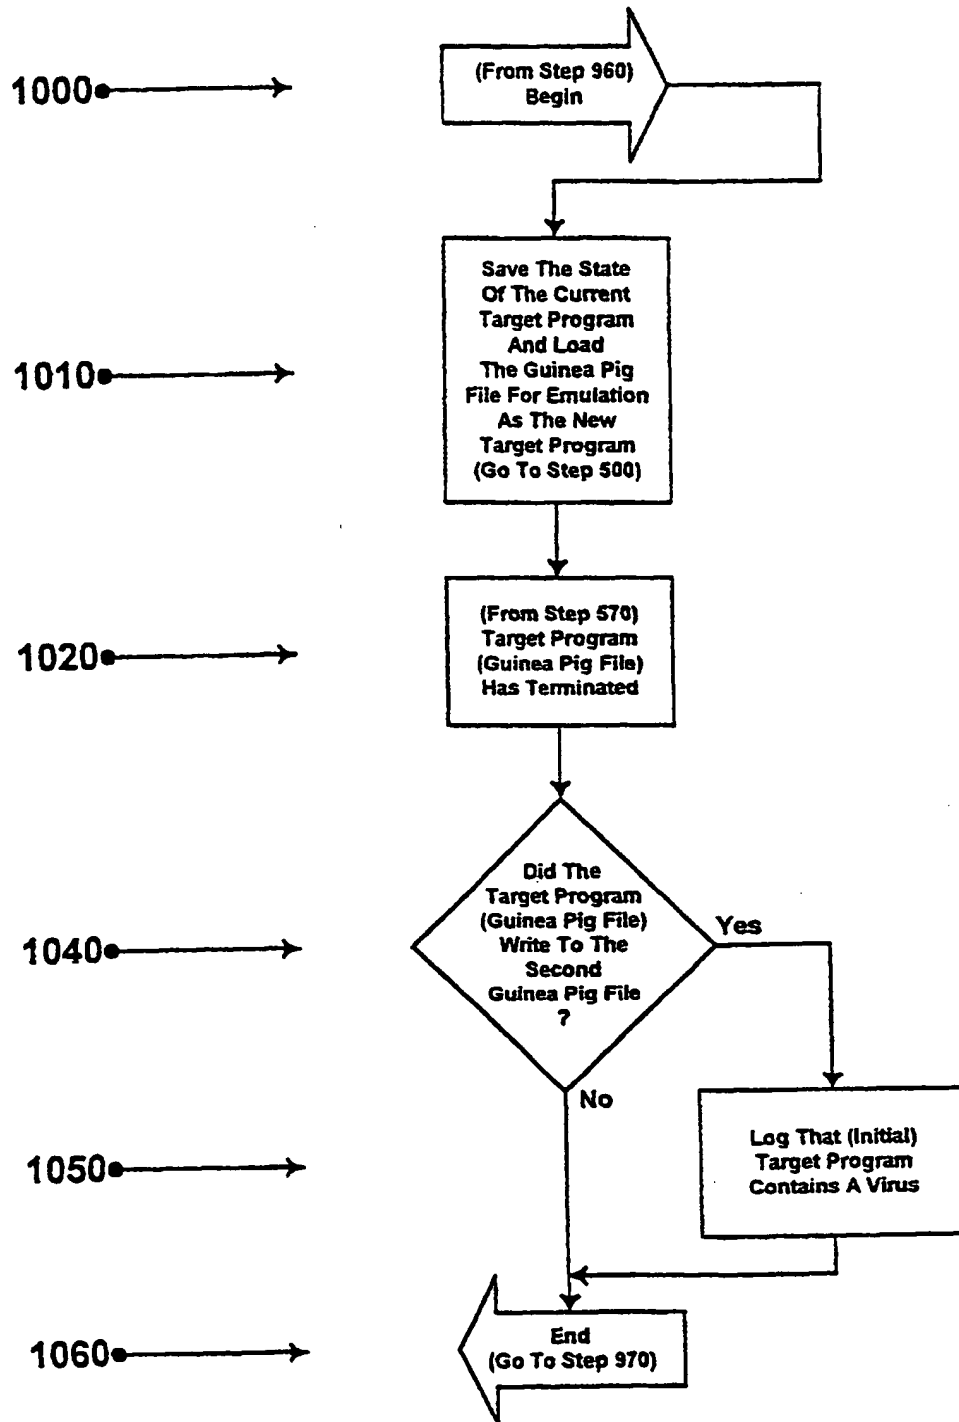 1000
(From Step 960)
Begin
1010
Save The State
Of The Current
Target Program
And Load
The Guinea Pig
File For Emulation
As The New
Target Program
(Go To Step 500)
1020
(From Step 570)
Target Program
(Guinea Pig File)
Has Terminated
1040
Did The
Target Program
(Guinea Pig File)
Write To The
Second
Guinea Pig File
?
Yes
No
1050
Log That (Initial)
Target Program
Contains A Virus
1060
End
(Go To Step 970)